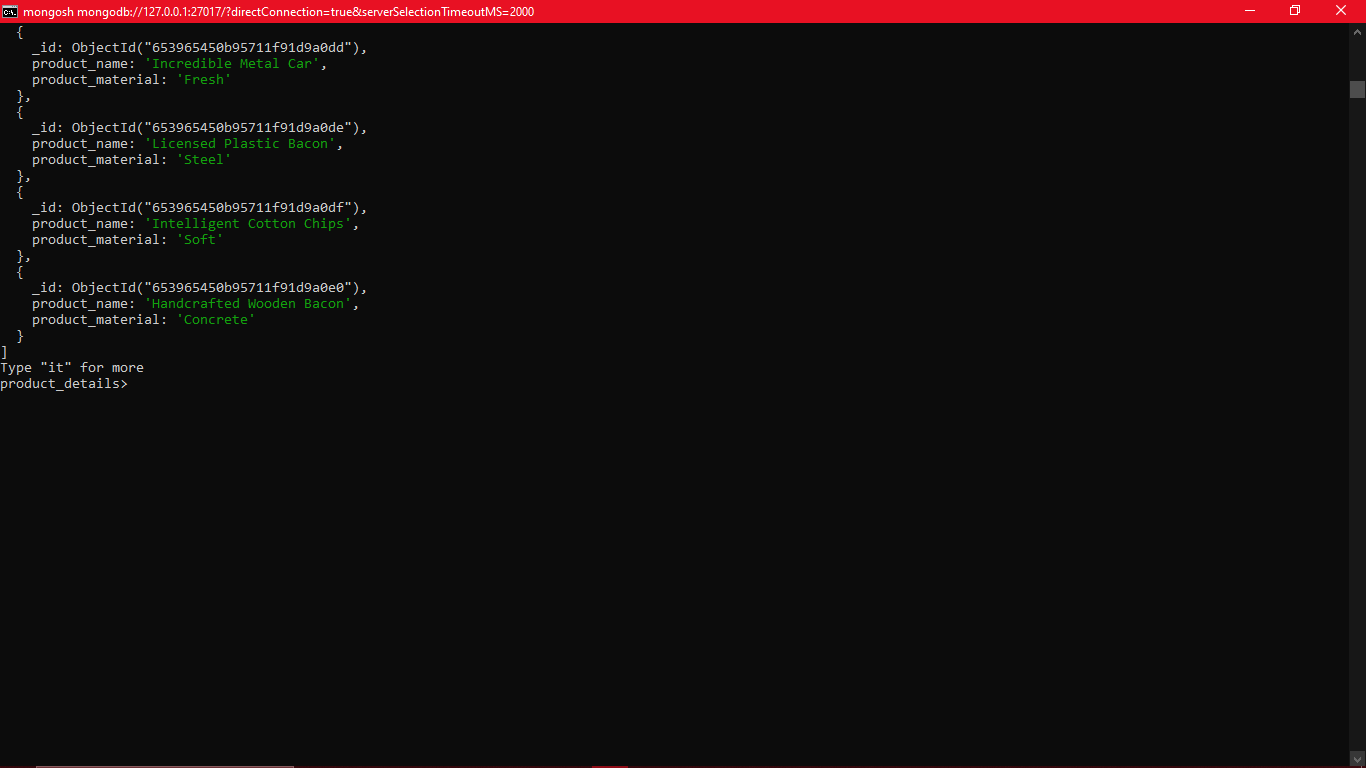 mongosh mongodb://127.0.0.1:27017/?directConnection=true&serverSelectionTimeoutMS=2000
  {
    _id: ObjectId("653965450b95711f91d9a0dd"),
    product_name: 'Incredible Metal Car',
    product_material: 'Fresh'
  },
  {
    _id: ObjectId("653965450b95711f91d9a0de"),
    product_name: 'Licensed Plastic Bacon',
    product_material: 'Steel'
  },
  {
    _id: ObjectId("653965450b95711f91d9a0df"),
    product_name: 'Intelligent Cotton Chips',
    product_material: 'Soft'
  },
  {
    _id: ObjectId("653965450b95711f91d9a0e0"),
    product_name: 'Handcrafted Wooden Bacon',
    product_material: 'Concrete'
  }
]
Type "it" for more
product_details>